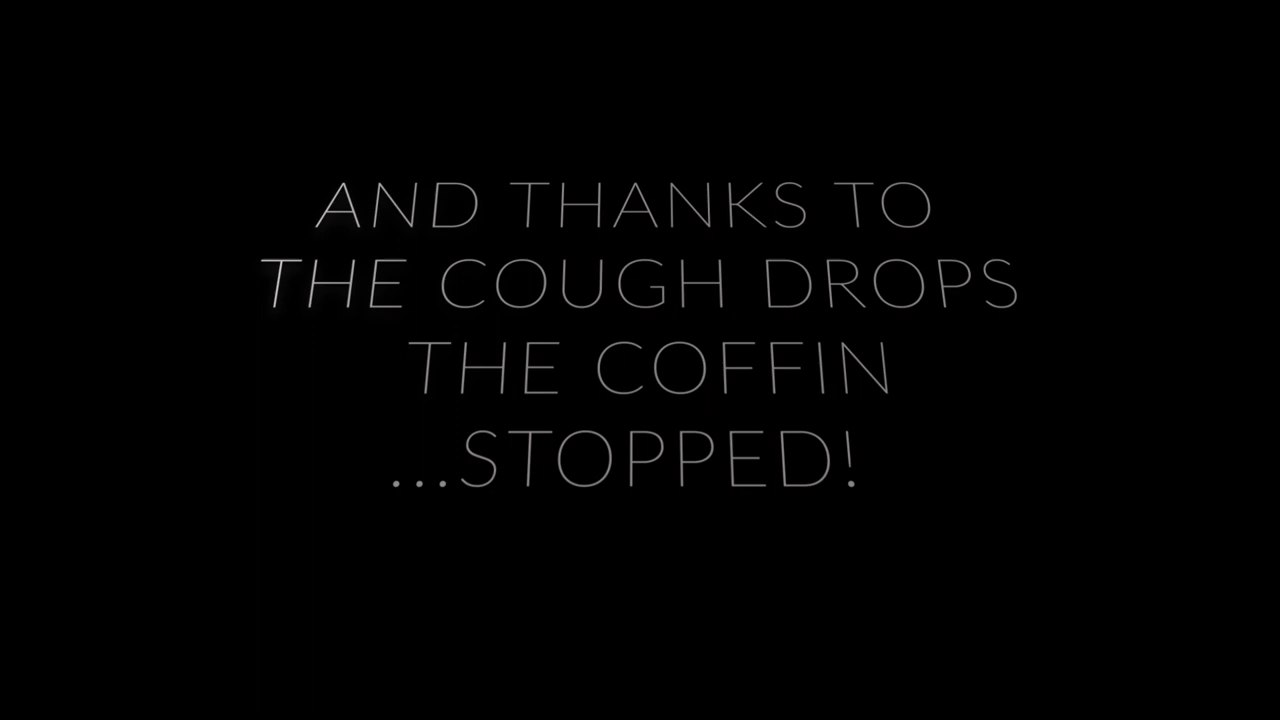 AND THANKS TO
THE COUGH DROPS
THE COFFIN
...STOPPED!